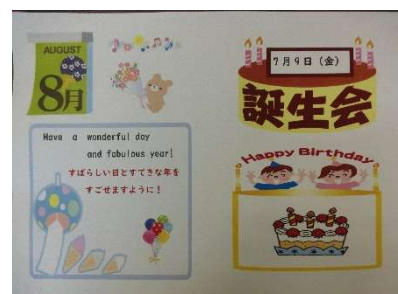 AUGUST
8月
Have a wonderful day
and fabulous year!
すばらしい日とすてきな年を
すごせますように！
7月9日（金）
誕生会
Happy Birthday